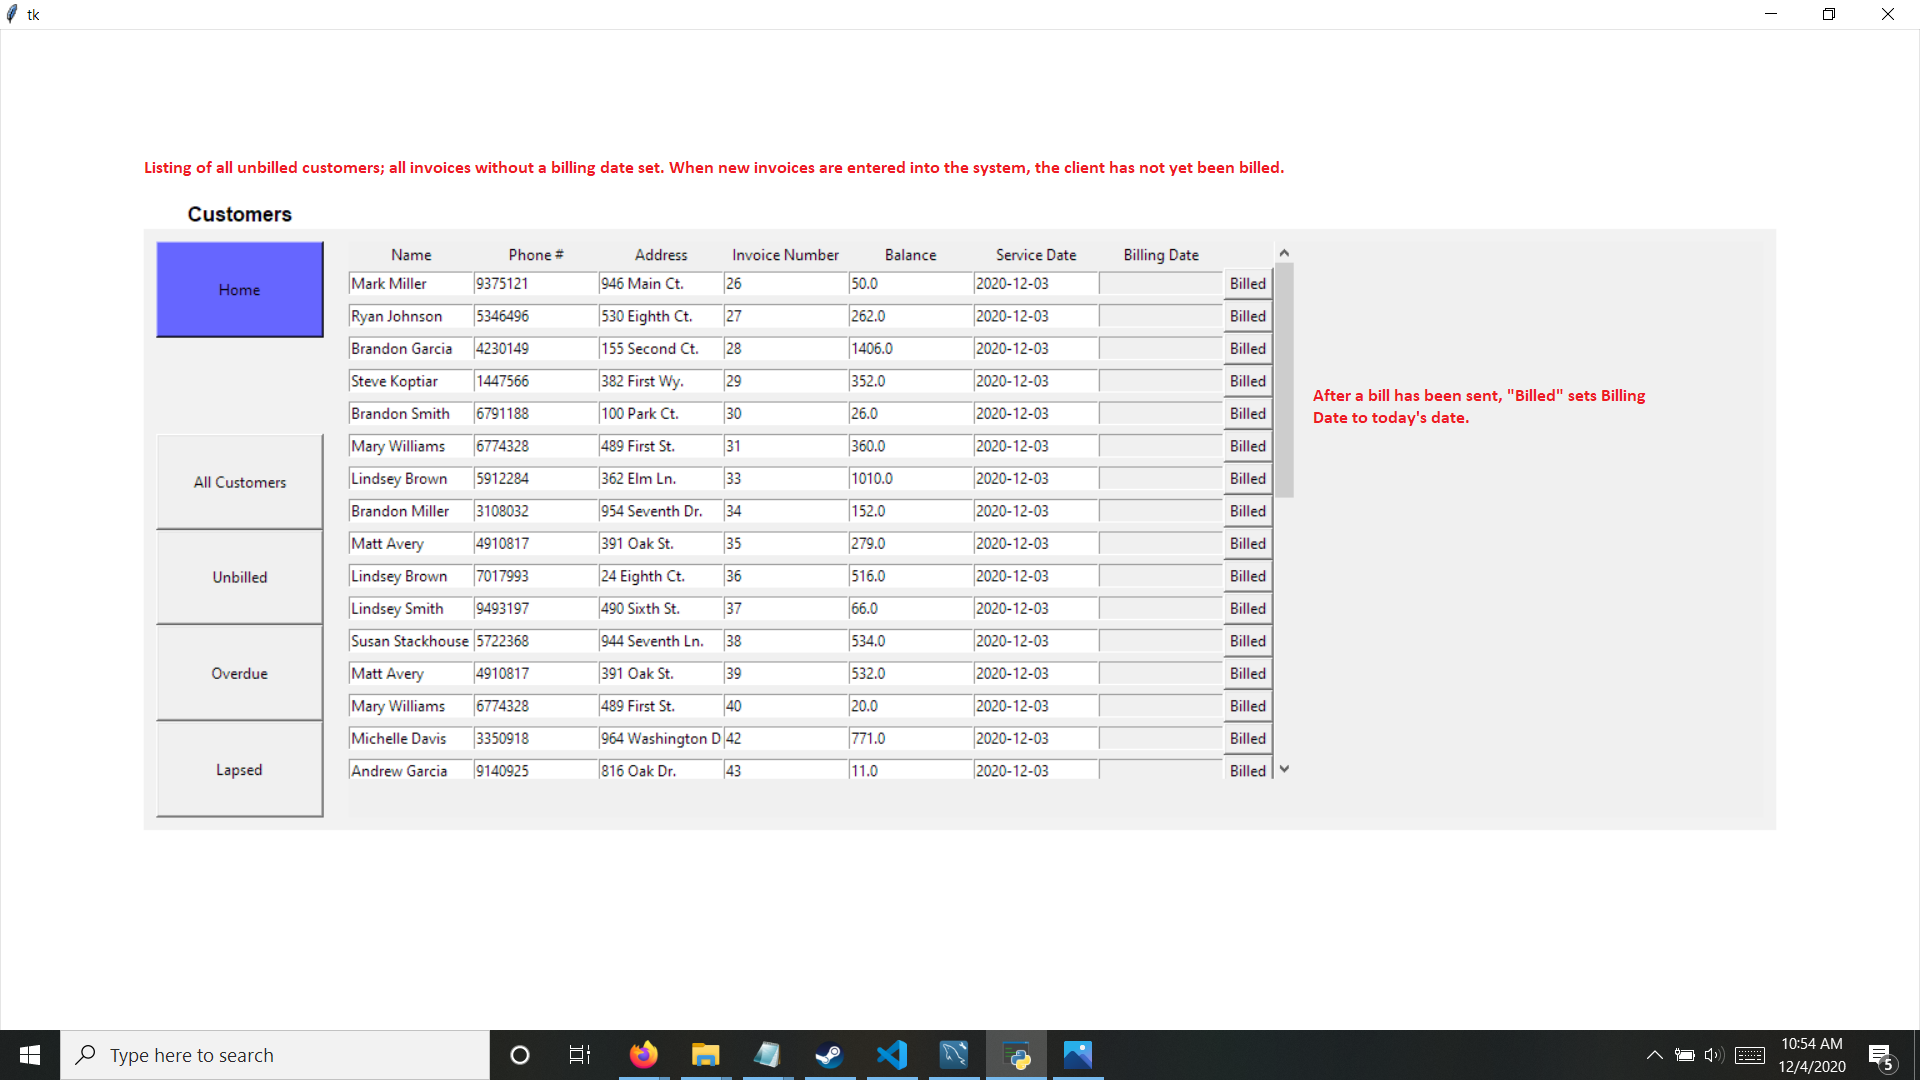 tk
Listing of all unbilled customers; all invoices without a billing date set. When new invoices are entered into the system, the client has not yet been billed.
Customers
Home
All Customers
Unbilled
Overdue
Lapsed
Name Phone # Address Invoice Number Balance Service Date Billing Date
Mark Miller 9375121 946 Main Ct. 26 50.0 2020-12-03 Billed
Ryan Johnson 5346496 530 Eighth Ct. 27 262.0 2020-12-03 Billed
Brandon Garcia 4230149 155 Second Ct. 28 1406.0 2020-12-03 Billed
Steve Koptiar 1447566 382 First Wy. 29 352.0 2020-12-03 Billed
Brandon Smith 6791188 100 Park Ct. 30 26.0 2020-12-03 Billed
Mary Williams 6774328 489 First St. 31 360.0 2020-12-03 Billed
Lindsey Brown 5912284 362 Elm Ln. 33 1010.0 2020-12-03 Billed
Brandon Miller 3108032 954 Seventh Dr. 34 152.0 2020-12-03 Billed
Matt Avery 4910817 391 Oak St. 35 279.0 2020-12-03 Billed
Lindsey Brown 7017993 24 Eighth Ct. 36 516.0 2020-12-03 Billed
Lindsey Smith 9493197 490 Sixth St. 37 66.0 2020-12-03 Billed
Susan Stackhouse 5722368 944 Seventh Ln. 38 534.0 2020-12-03 Billed
Matt Avery 4910817 391 Oak St. 39 532.0 2020-12-03 Billed
Mary Williams 6774328 489 First St. 40 20.0 2020-12-03 Billed
Michelle Davis 3350918 964 Washington D 42 771.0 2020-12-03 Billed
Andrew Garcia 9140925 816 Oak Dr. 43 11.0 2020-12-03 Billed
After a bill has been sent, "Billed" sets Billing
Date to today's date.
Type here to search
10:54 AM
12/4/2020
5